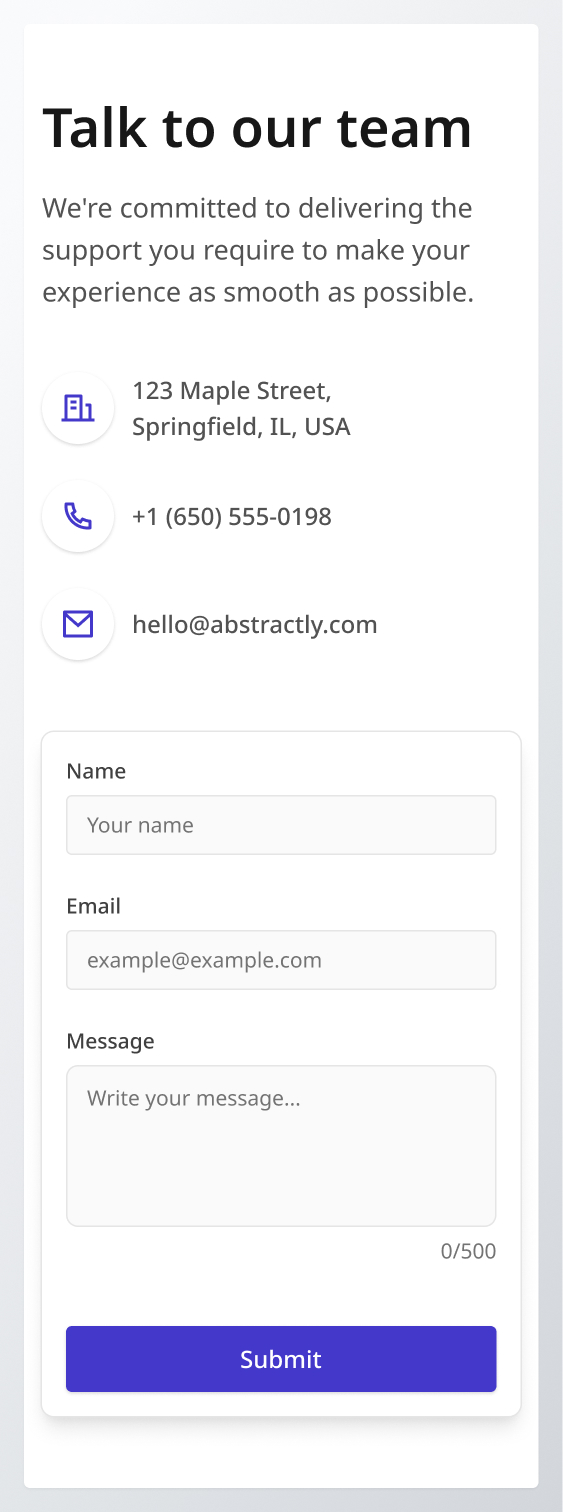 Talk to our team
We're committed to delivering the
support you require to make your
experience as smooth as possible.
123 Maple Street,
Springfield, IL, USA
+1 (650) 555-0198
hello@abstractly.com
Name
Your name
Email
example@example.com
Message
Write your message...
0/500
Submit